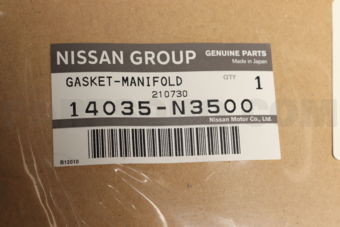 NISSAN GROUP GENUINE PARTS
Made in Japan
GASKET-MANIFOLD QTY 1
210730
14035-N3500
Nissan Motor Co., Ltd.
B12010